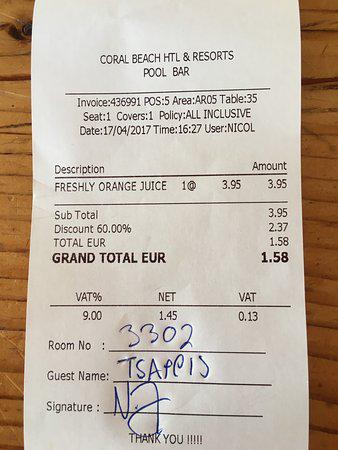 CORAL BEACH HTL & RESORTS
POOL BAR
Invoice:436991 POS:5 Area:AR05 Table:35
Seat:1 Covers:1 Policy:ALL INCLUSIVE
Date:17/04/2017 Time:16:27 User:NICOL
Description Amount
FRESHLY ORANGE JUICE 1@ 3.95 3.95
Sub Total 3.95
Discount 60.00% 2.37
TOTAL EUR 1.58
GRAND TOTAL EUR 1.58
VAT% NET VAT
9.00 1.45 0.13
Room No : 3302
Guest Name: TSAPPIS
Signature :
THANK YOU !!!!!